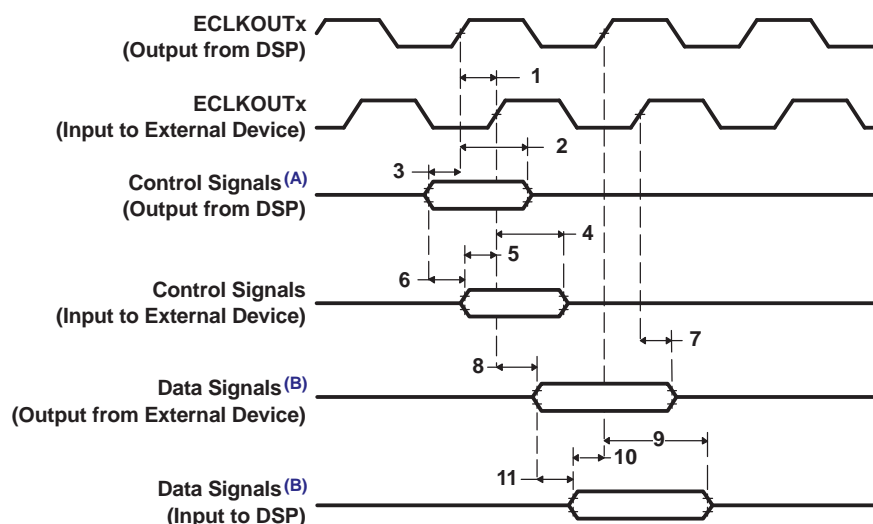 ECLKOUTx
(Output from DSP)
1
ECLKOUTx
(Input to External Device)
2
3
Control Signals(A)
(Output from DSP)
4
5
6
Control Signals
(Input to External Device)
7
8
Data Signals(B)
(Output from External Device)
9
10
11
Data Signals(B)
(Input to DSP)